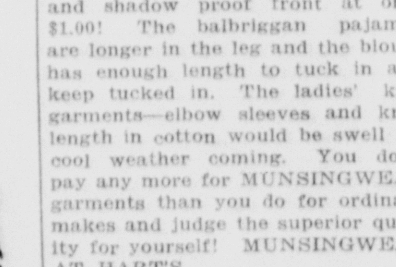 and shadow proof front at
$1.00! The balbriggan pajam
are longer in the leg and the blou
has enough length to tuck in a
keep tucked in. The ladies' k
garments—elbow sleeves and kn
length in cotton would be swell
cool weather coming. You do
pay any more for MUNSINGWE
garments than you do for ordina
makes and judge the superior qu
ity for yourself! MUNSINGWE
AT HART'S